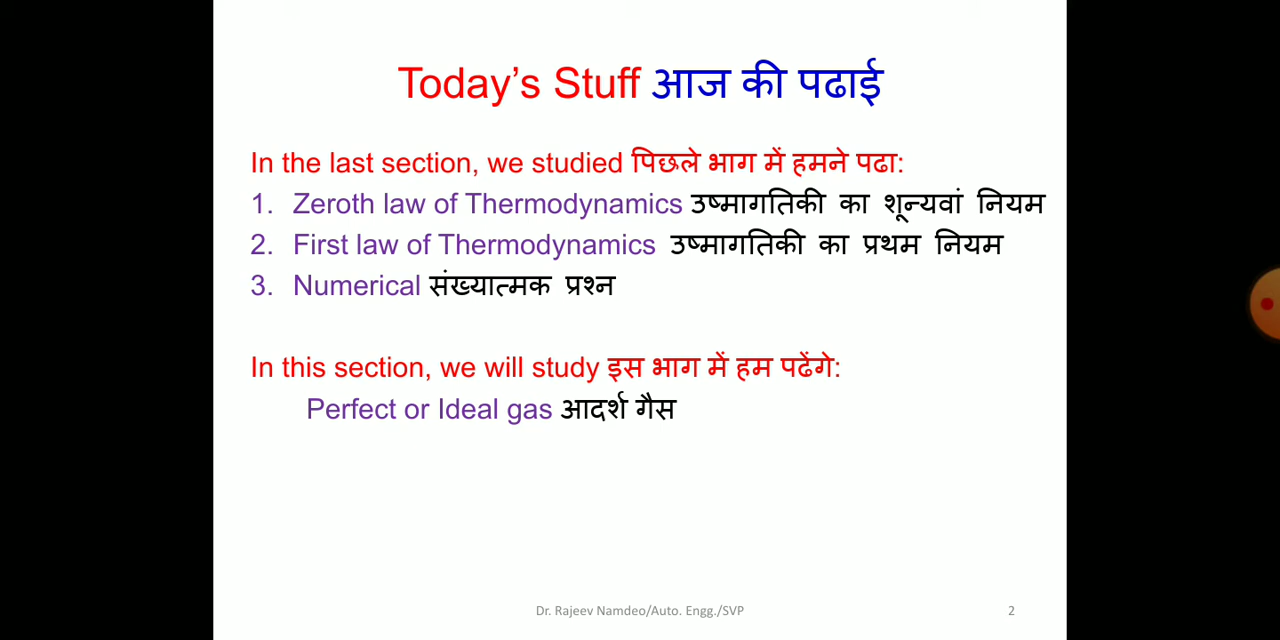 Today’s Stuff आज की पढाई
In the last section, we studied पिछले भाग में हमने पढा:
1. Zeroth law of Thermodynamics उष्मागतिकी का शून्यवां नियम
2. First law of Thermodynamics उष्मागतिकी का प्रथम नियम
3. Numerical संख्यात्मक प्रश्न
In this section, we will study इस भाग में हम पढेंगे:
Perfect or Ideal gas आदर्श गैस
Dr. Rajeev Namdeo/Auto. Engg./SVP 2